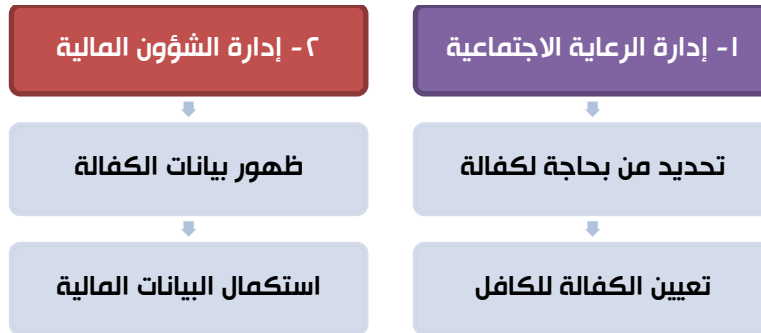 ١- إدارة الرعاية الاجتماعية
تحديد من بحاجة لكفالة
تعيين الكفالة للكافل
٢- إدارة الشؤون المالية
ظهور بيانات الكفالة
استكمال البيانات المالية